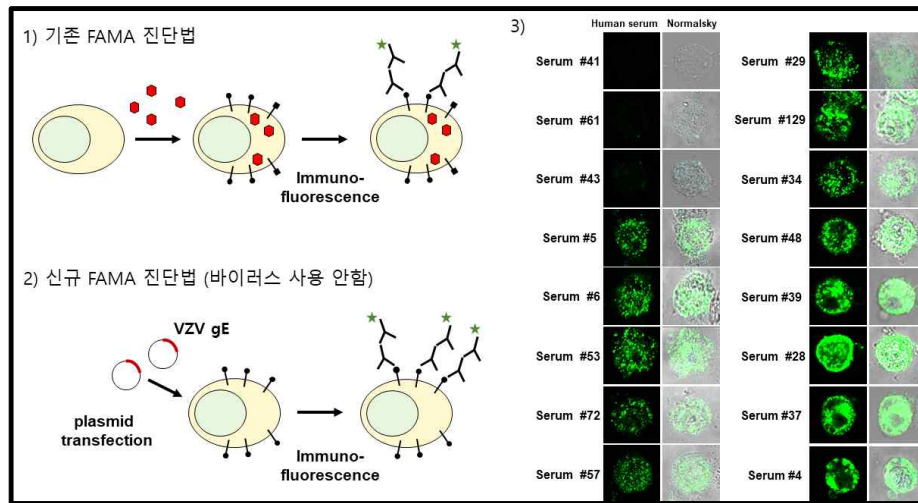 1) 기존 FAMA 진단법
Immuno-
fluorescence
2) 신규 FAMA 진단법 (바이러스 사용 안함)
VZV gE
plasmid
transfection
Immuno-
fluorescence
3)
Human serum
Normalsky
Serum #41
Serum #61
Serum #43
Serum #5
Serum #6
Serum #53
Serum #72
Serum #57
Serum #29
Serum #129
Serum #34
Serum #48
Serum #39
Serum #28
Serum #37
Serum #4